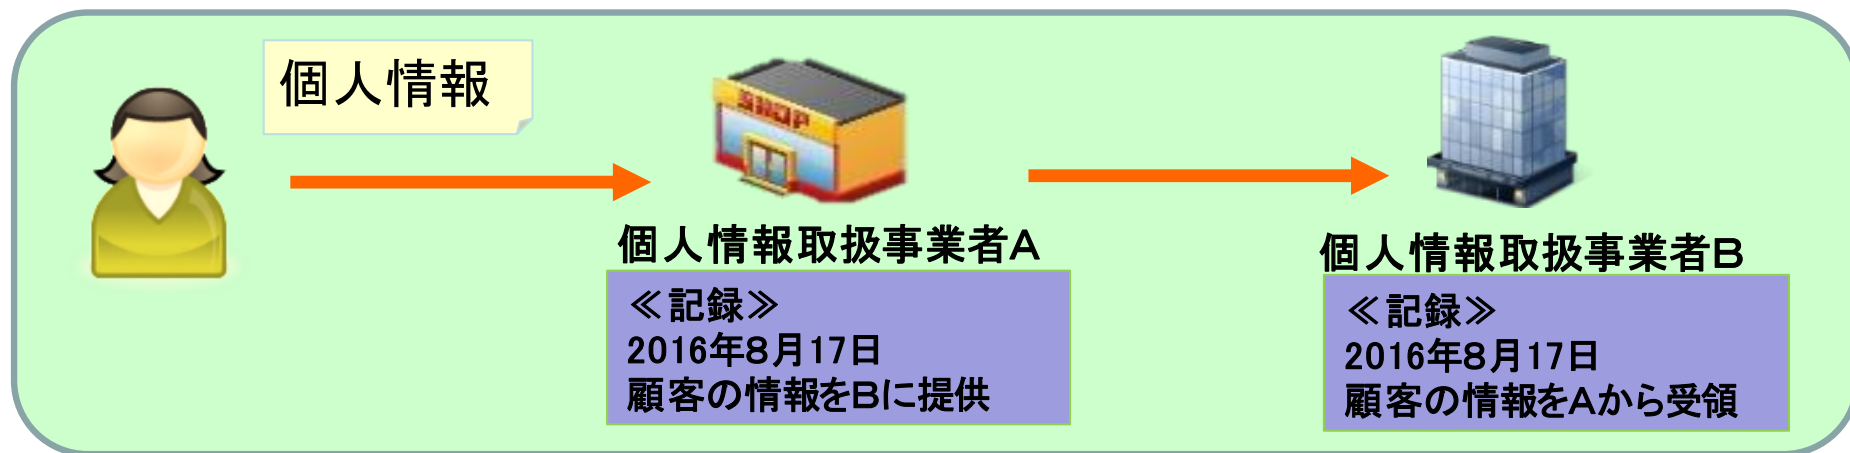 個人情報
SHOP
個人情報取扱事業者A
≪記録≫
2016年8月17日
顧客の情報をBに提供
個人情報取扱事業者B
≪記録≫
2016年8月17日
顧客の情報をAから受領